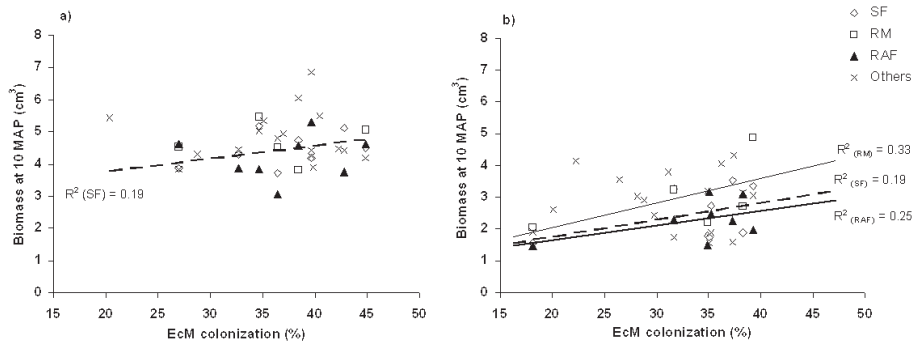 a)
Biomass at 10 MAP (cm3)
8
7
6
5
4
3
2
1
0
R2 (SF) = 0.19
15 20 25 30 35 40 45 50
EcM colonization (%)
b)
Biomass at 10 MAP (cm3)
8
7
6
5
4
3
2
1
0
SF
RM
RAF
Others
R2 (RM) = 0.33
R2 (SF) = 0.19
R2 (RAF) = 0.25
15 20 25 30 35 40 45 50
EcM colonization (%)